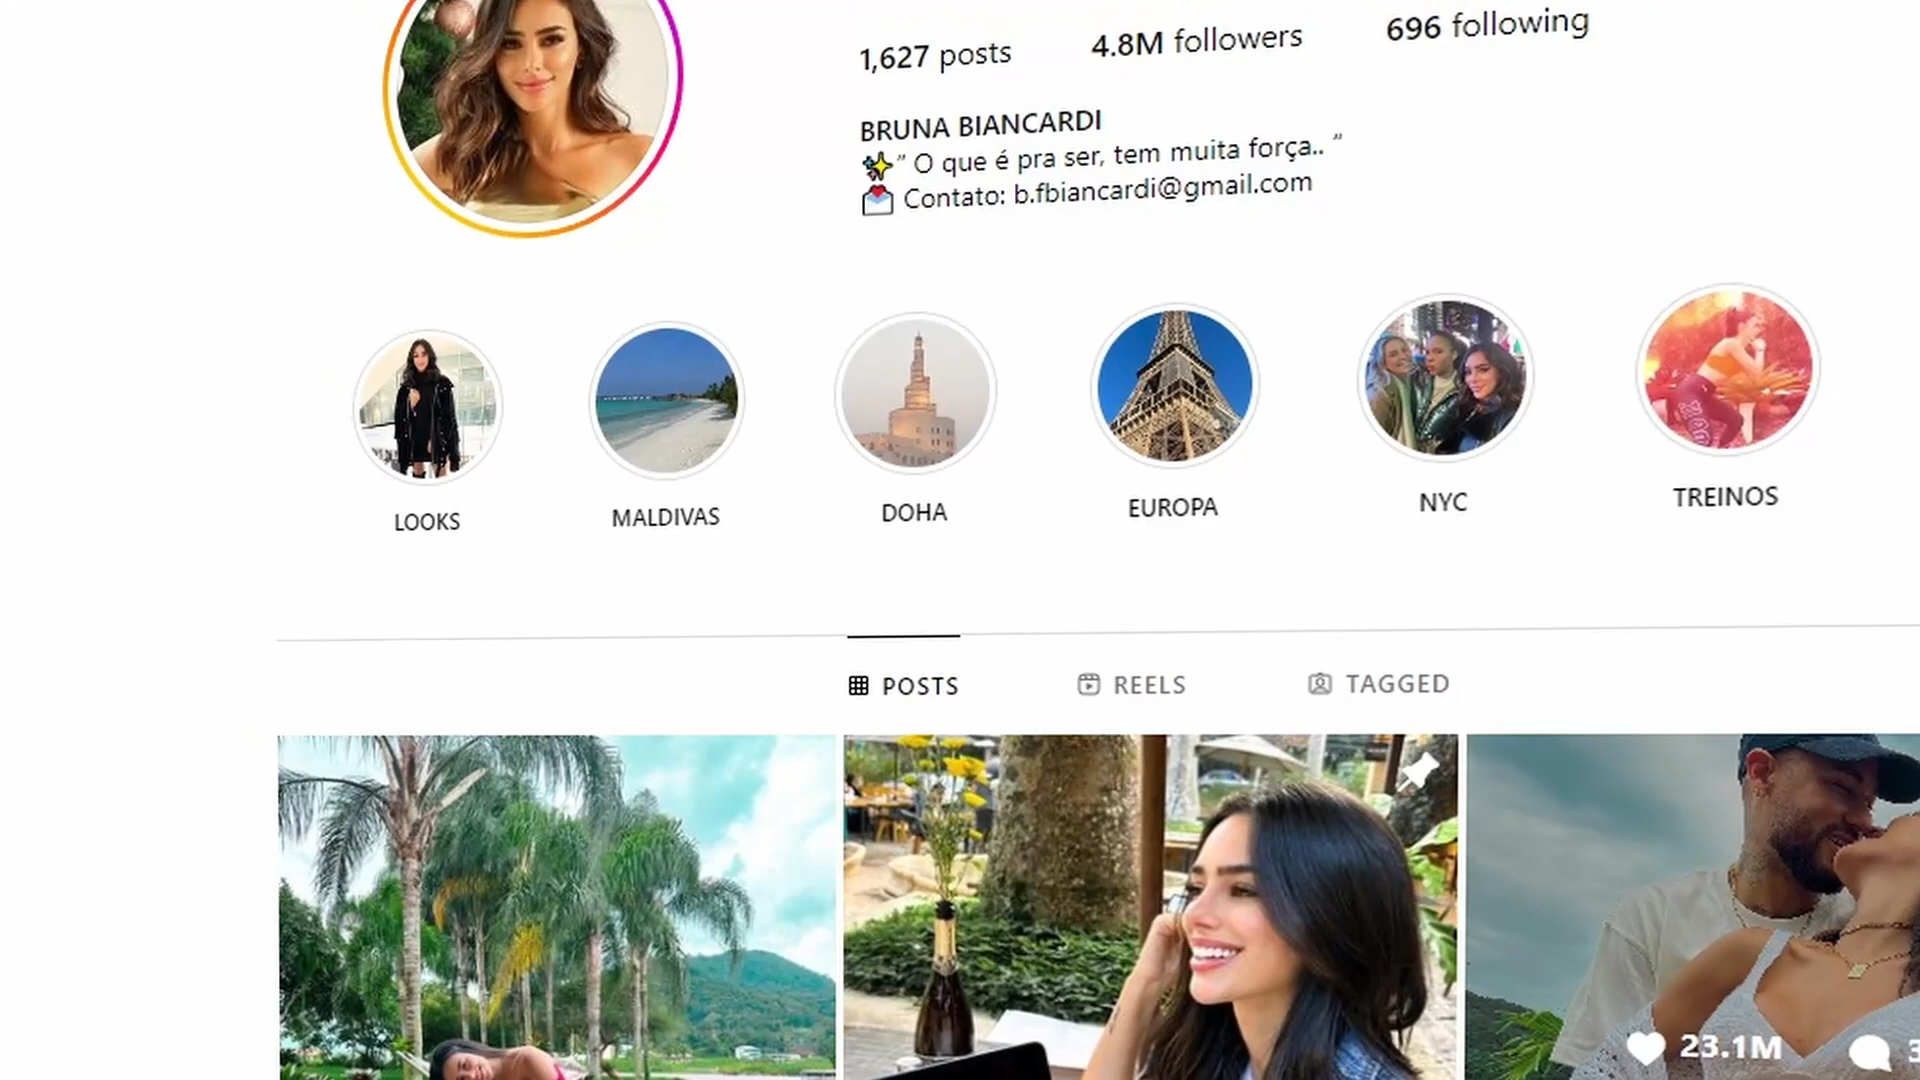 1,627 posts 4.8M followers 696 following
BRUNA BIANCARDI
✨" O que é pra ser, tem muita força.. "
💌 Contato: b.fbiancardi@gmail.com
LOOKS MALDIVAS DOHA EUROPA NYC TREINOS
POSTS REELS TAGGED
23.1M